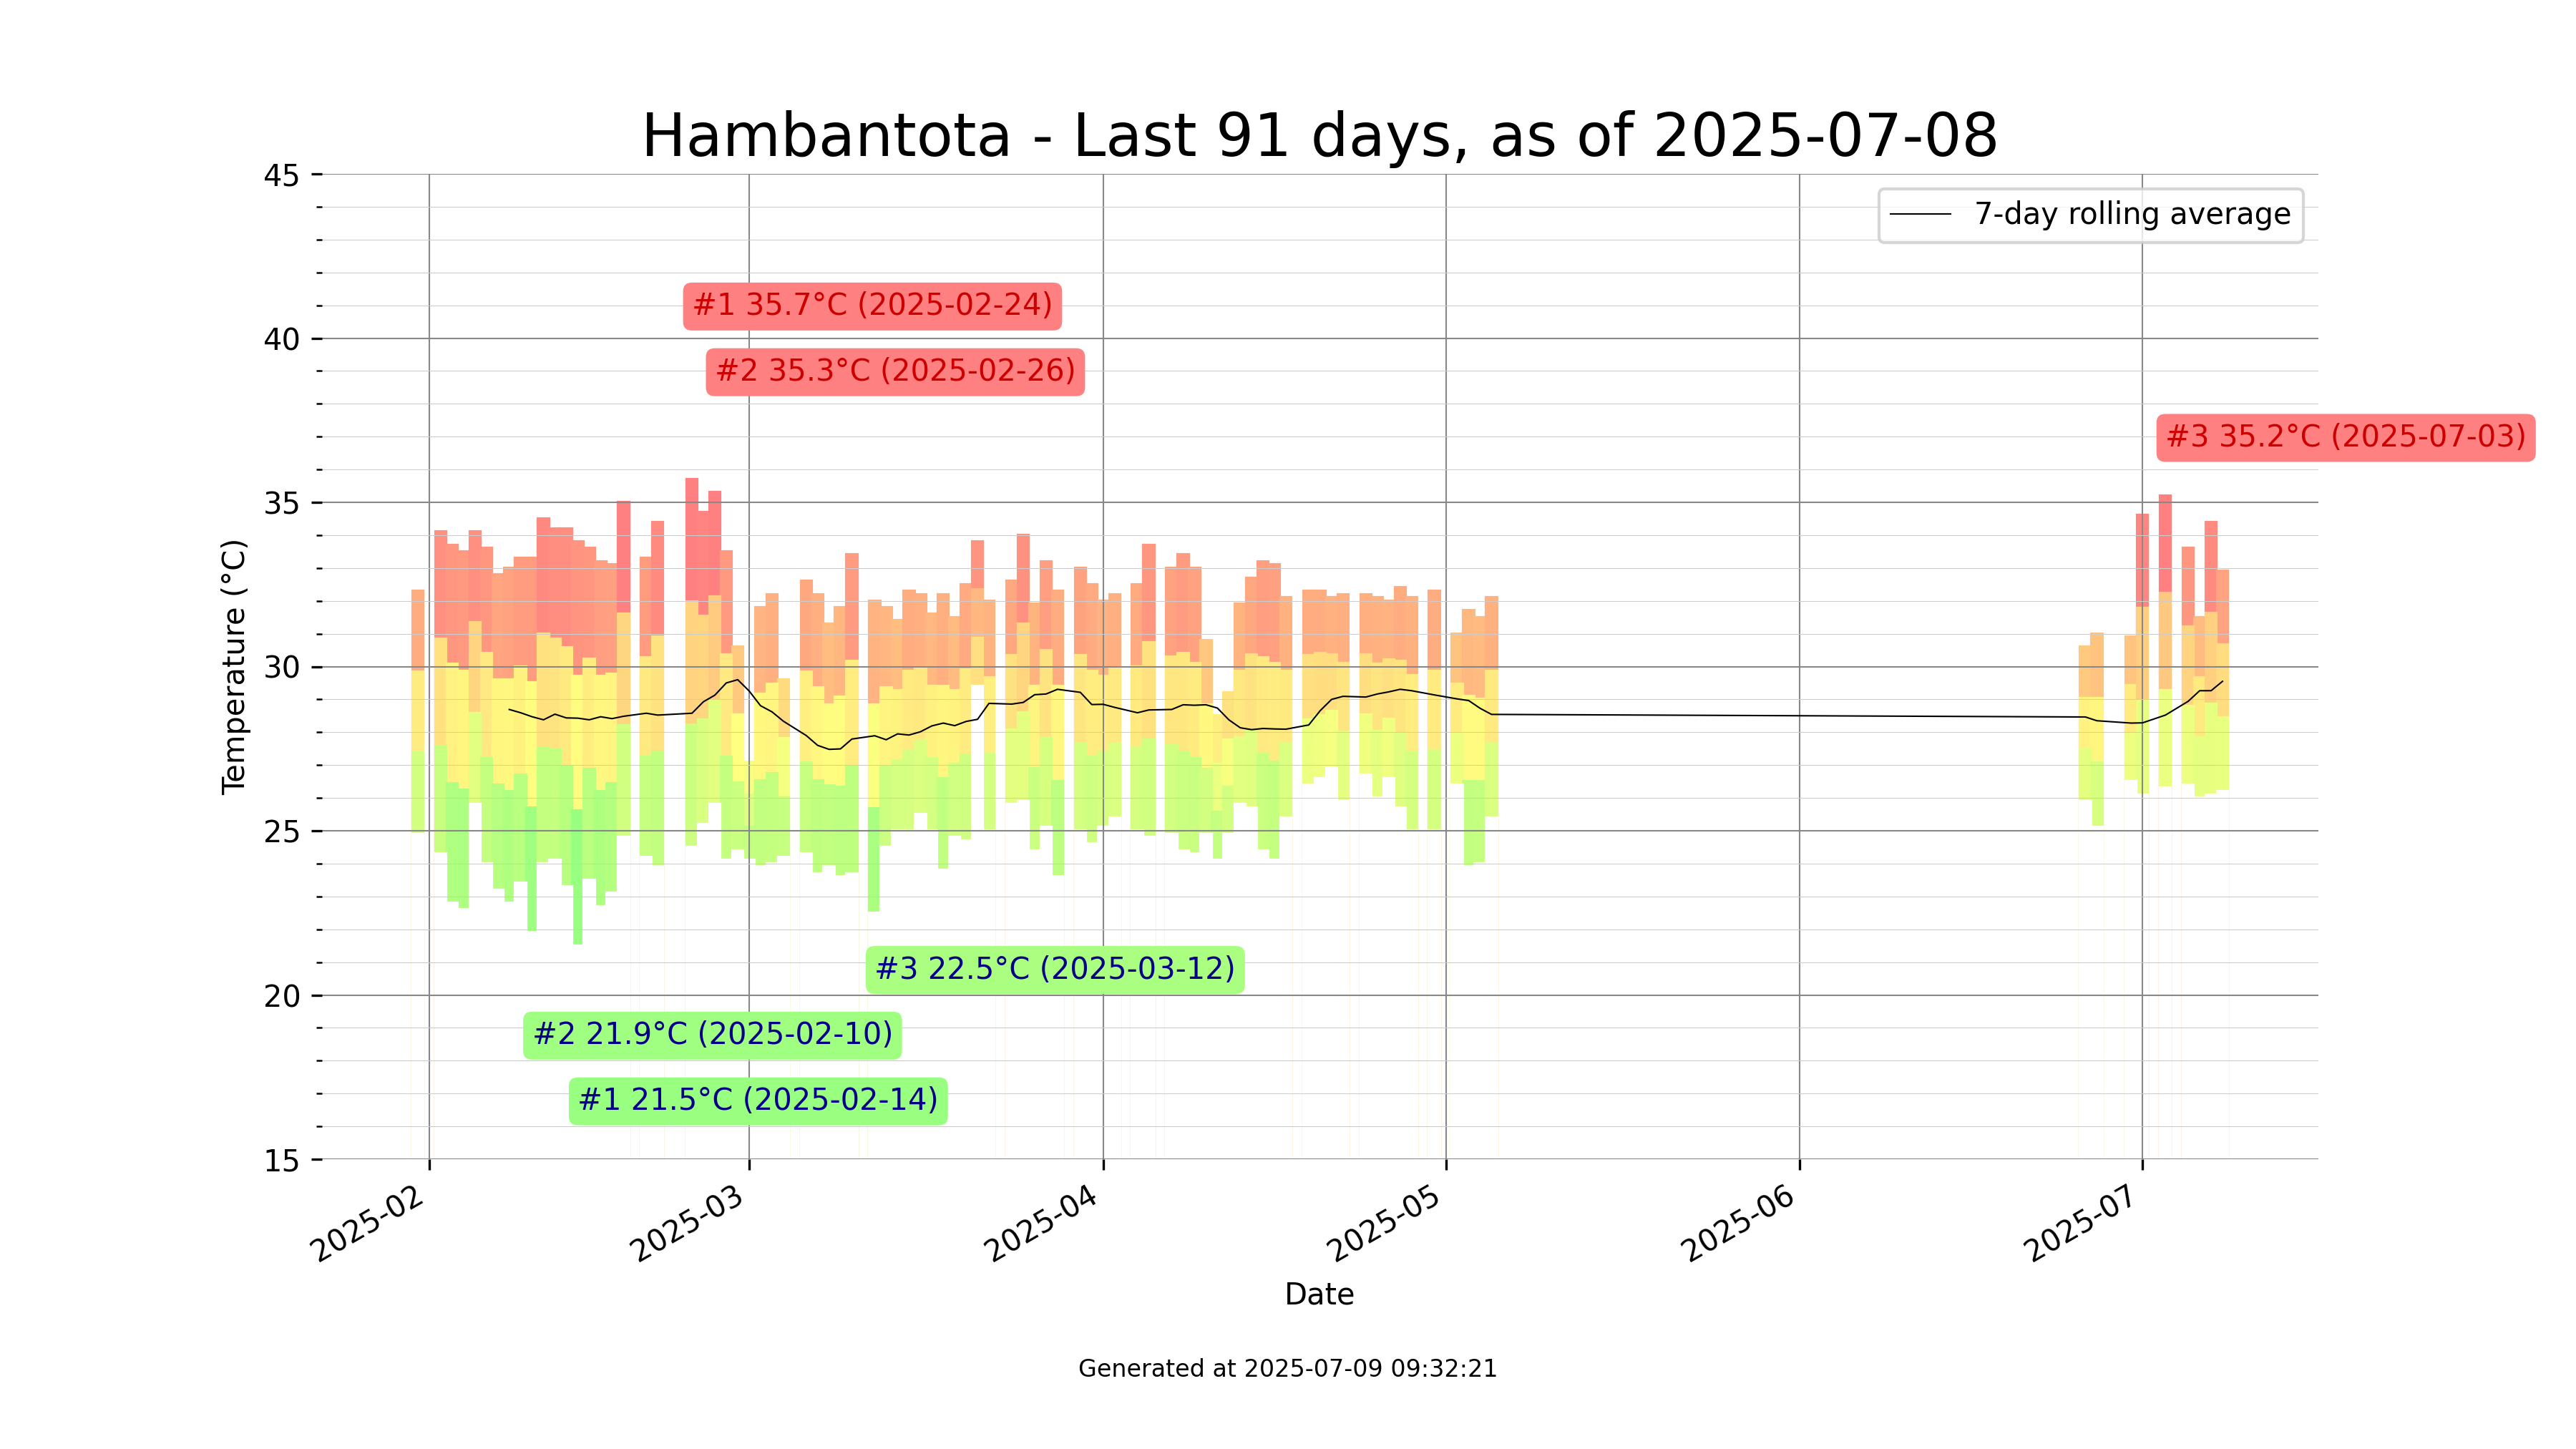 Hambantota - Last 91 days, as of 2025-07-08
45
40
35
30
25
20
15
Temperature (°C)
7-day rolling average
#1 35.7°C (2025-02-24)
#2 35.3°C (2025-02-26)
#3 35.2°C (2025-07-03)
#3 22.5°C (2025-03-12)
#2 21.9°C (2025-02-10)
#1 21.5°C (2025-02-14)
2025-02
2025-03
2025-04
2025-05
2025-06
2025-07
Date
Generated at 2025-07-09 09:32:21